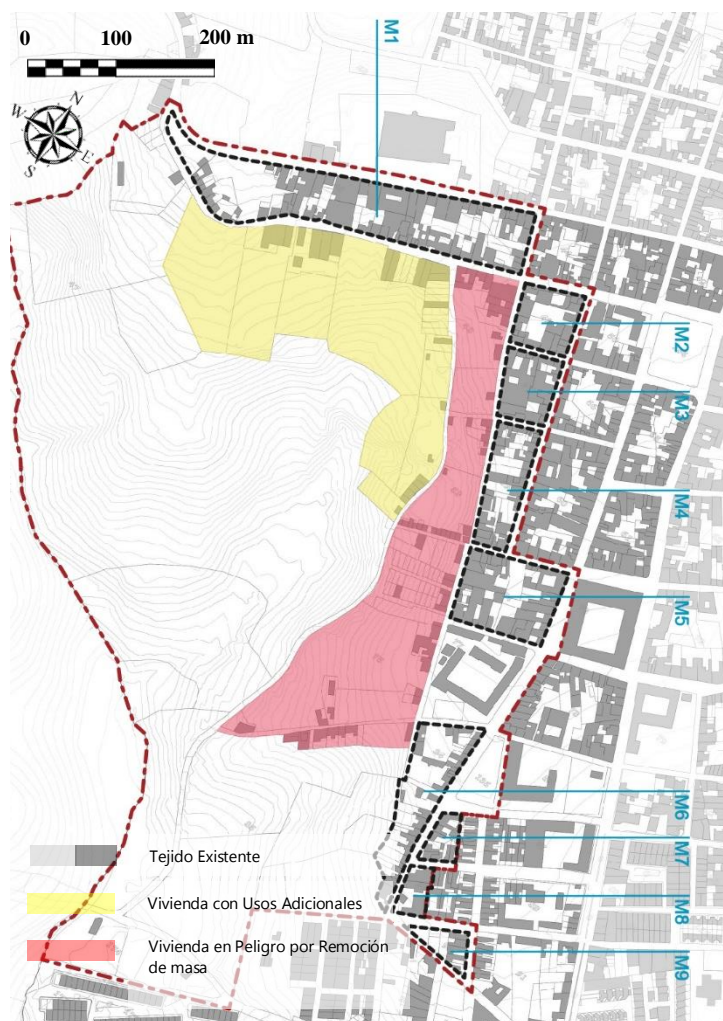 0 100 200 m
N
W
E
S
M1
M2
M3
M4
M5
M6
M7
M8
M9
Tejido Existente
Vivienda con Usos Adicionales
Vivienda en Peligro por Remoción
de masa